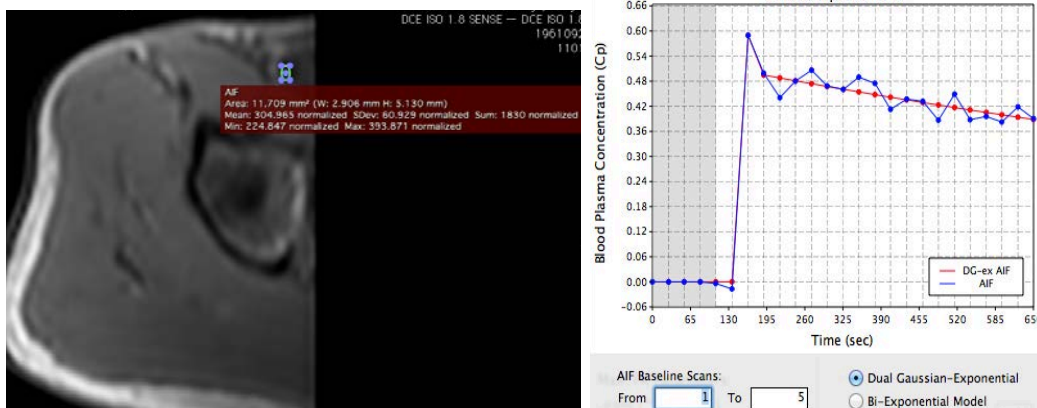 DCE ISO 1.8 SENSE — DCE ISO 1.8
196109
1101
AIF
Area: 11,709 mm² (W: 2.906 mm H: 5.130 mm)
Mean: 304.965 normalized SDev: 60.929 normalized Sum: 1830 normalized
Min: 224.847 normalized Max: 393.871 normalized
Blood Plasma Concentration (Cp)
0.66
0.60
0.54
0.48
0.42
0.36
0.30
0.24
0.18
0.12
0.06
0.00
-0.06
DG-ex AIF
AIF
0 65 130 195 260 325 390 455 520 585 65
Time (sec)
AIF Baseline Scans:
From 1 To 5
Dual Gaussian-Exponential
Bi-Exponential Model